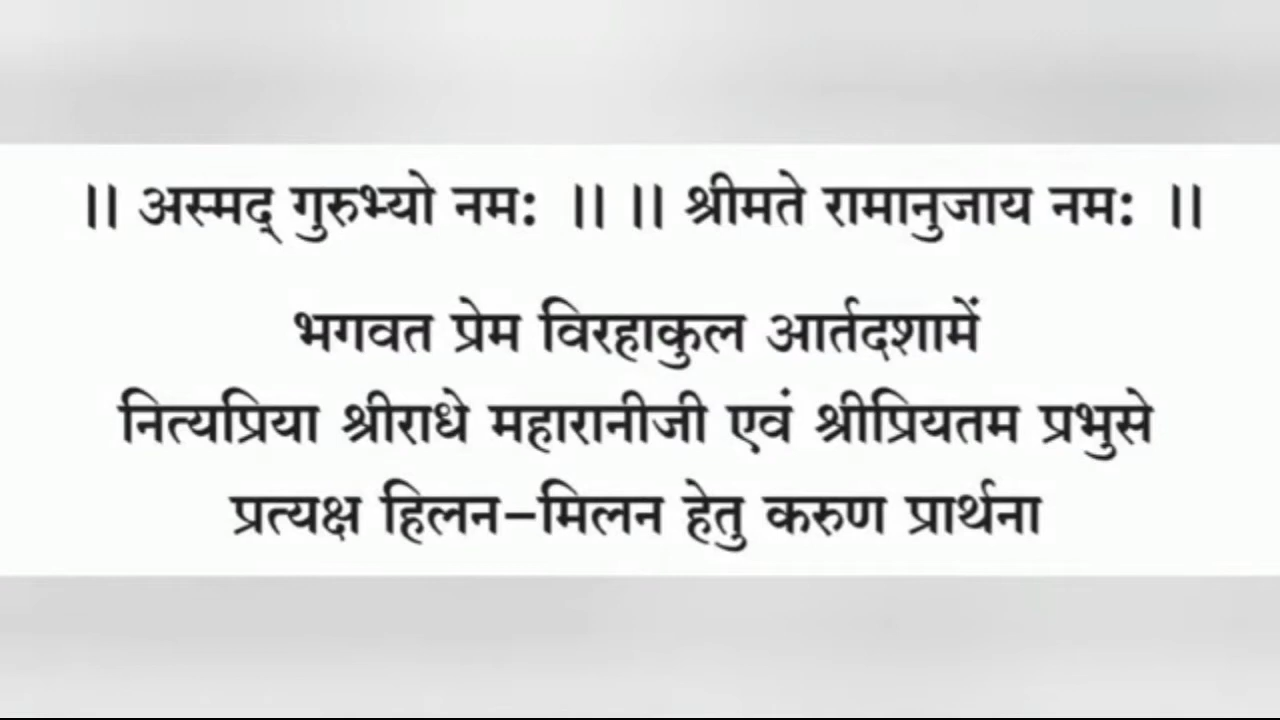 ।। अस्मद् गुरुभ्यो नमः ।। ।। श्रीमते रामानुजाय नमः ।।
भगवत प्रेम विरहाकुल आर्तदशामें
नित्यप्रिया श्रीराधे महारानीजी एवं श्रीप्रियतम प्रभुसे
प्रत्यक्ष हिलन-मिलन हेतु करुण प्रार्थना